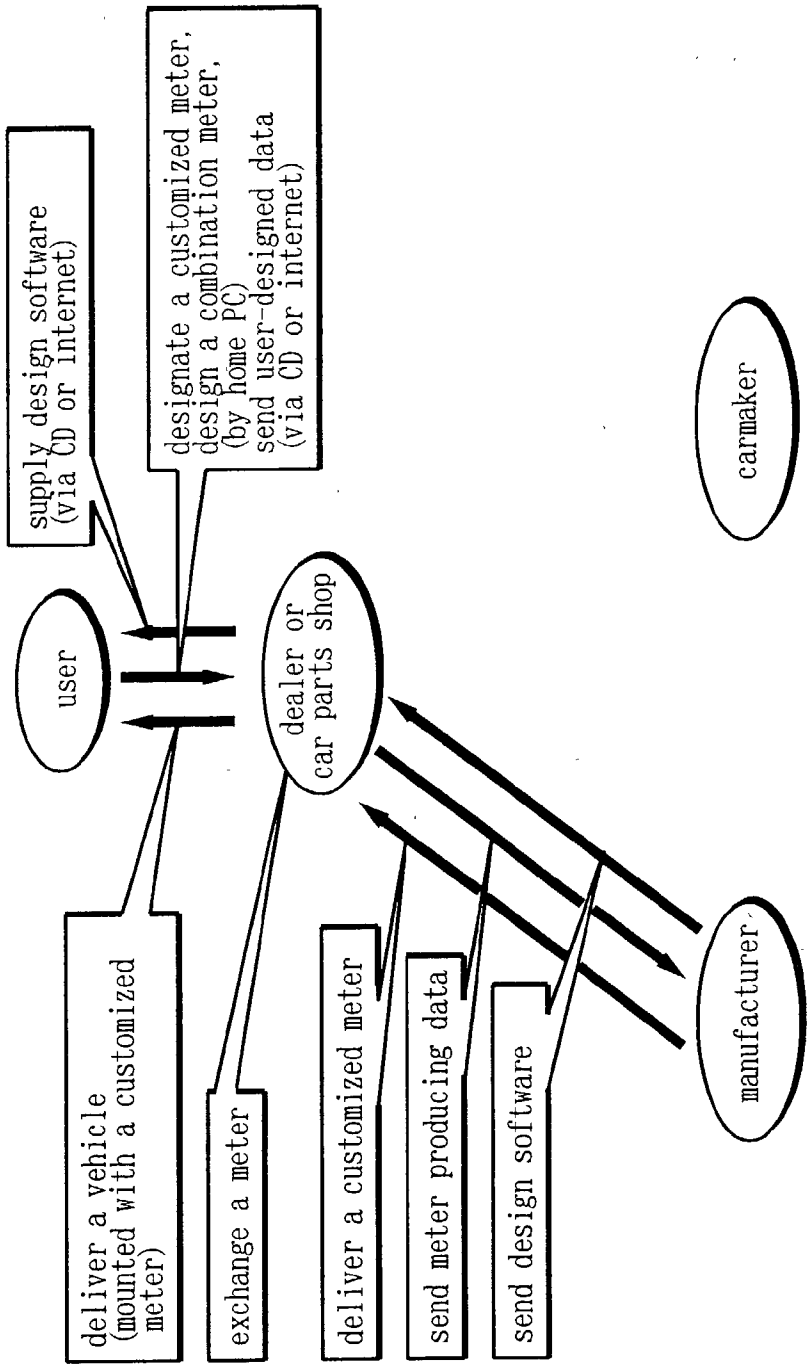 supply design software
(via CD or internet)
designate a customized meter,
design a combination meter,
(by home PC)
send user-designed data
(via CD or internet)
user
dealer or
car parts shop
carmaker
deliver a vehicle
(mounted with a customized
meter)
exchange a meter
deliver a customized meter
send meter producing data
send design software
manufacturer